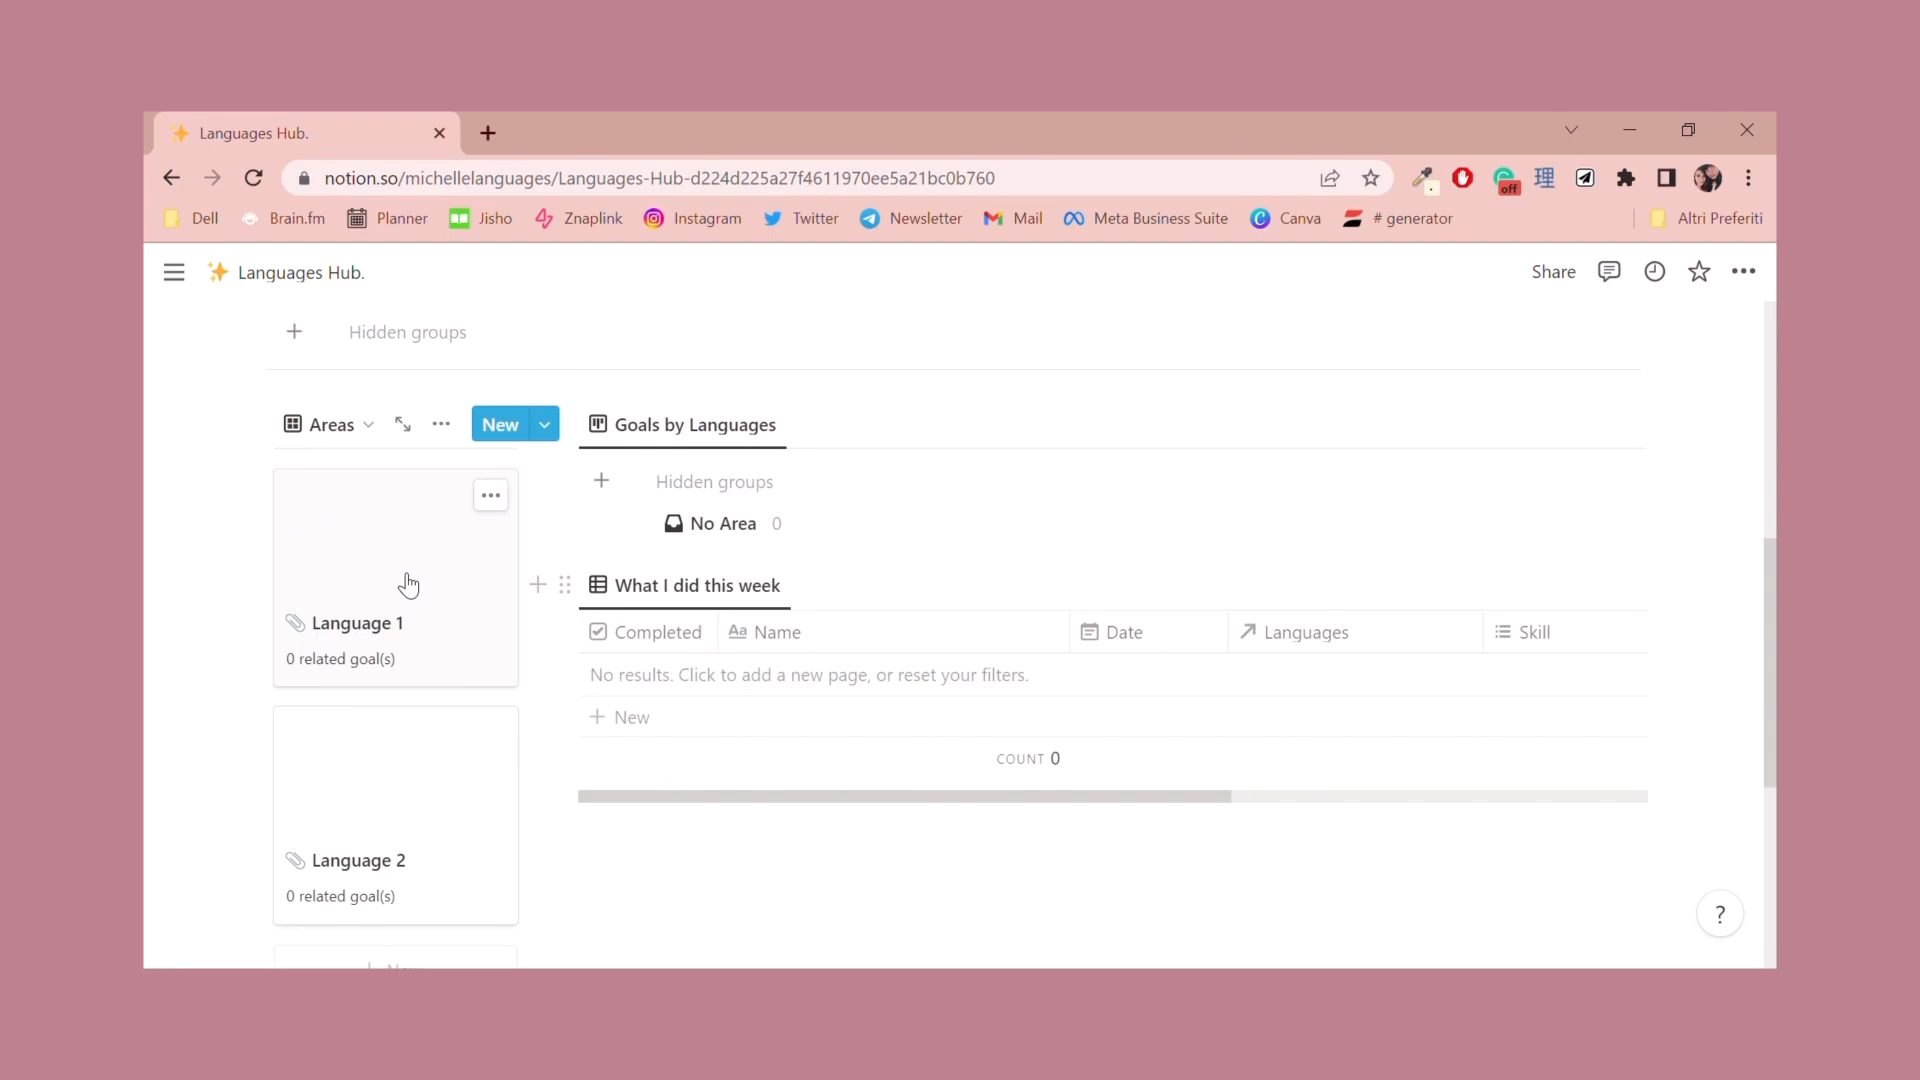 Languages Hub.
notion.so/michellelanguages/Languages-Hub-d224d225a27f4611970ee5a21bc0b760
off
理
Dell Brain.fm Planner Jisho Znaplink Instagram Twitter Newsletter Mail Meta Business Suite Canva # generator Altri Preferiti
Languages Hub. Share
Hidden groups
Areas New
Goals by Languages
Hidden groups
No Area 0
Language 1
0 related goal(s)
Language 2
0 related goal(s)
What I did this week
Completed Aa Name Date Languages Skill
No results. Click to add a new page, or reset your filters.
New
COUNT 0
?